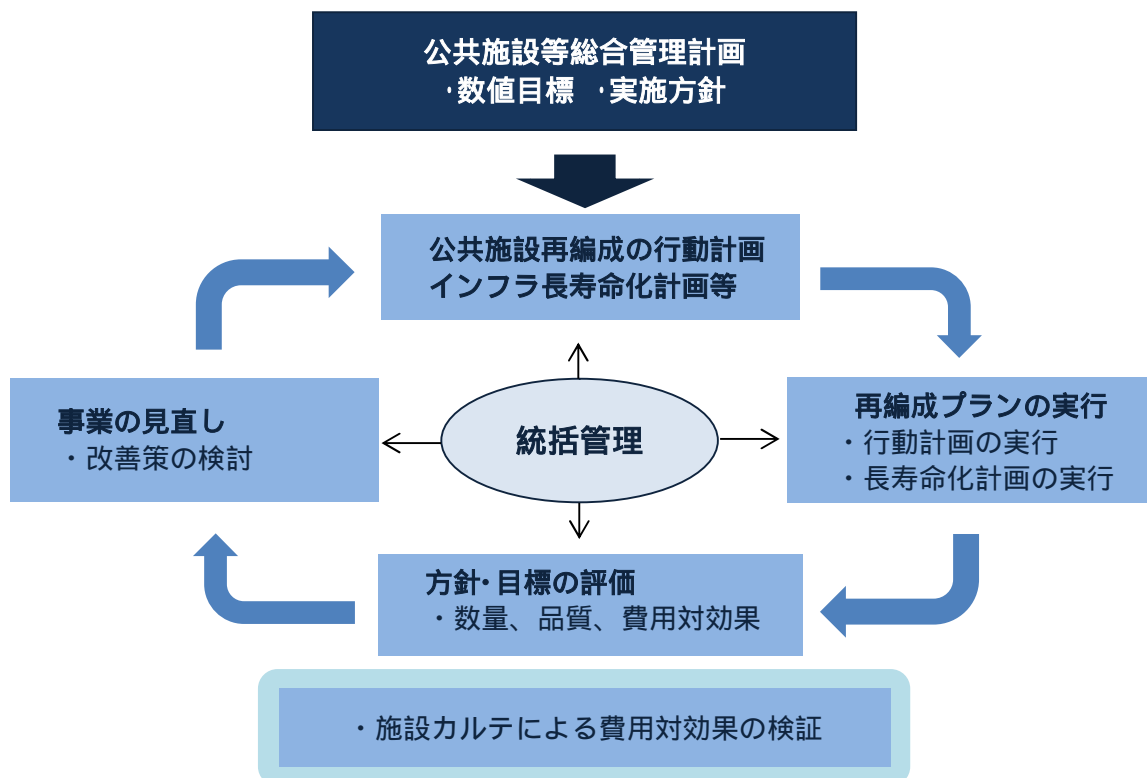 公共施設等総合管理計画
・数値目標 ・実施方針
公共施設再編成の行動計画
インフラ長寿命化計画等
事業の見直し
・改善策の検討
統括管理
再編成プランの実行
・行動計画の実行
・長寿命化計画の実行
方針・目標の評価
・数量、品質、費用対効果
・施設カルテによる費用対効果の検証